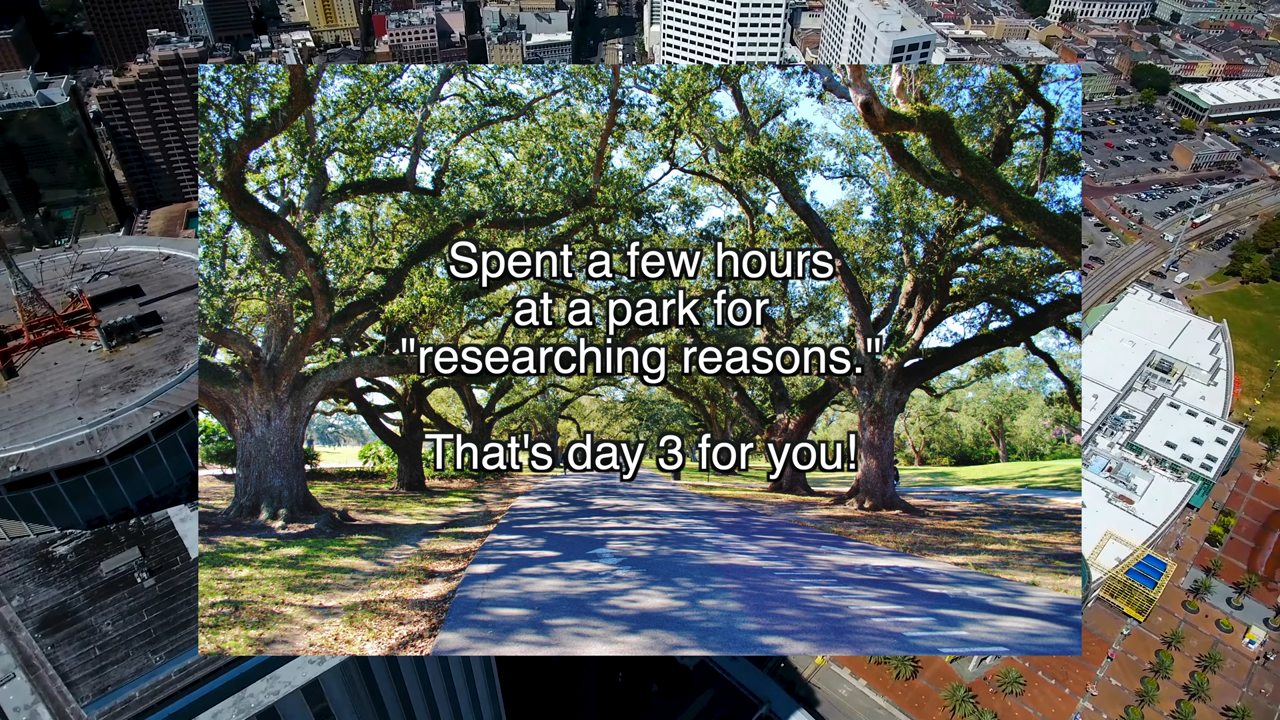 Spent a few hours
at a park for
"researching reasons."
That's day 3 for you!